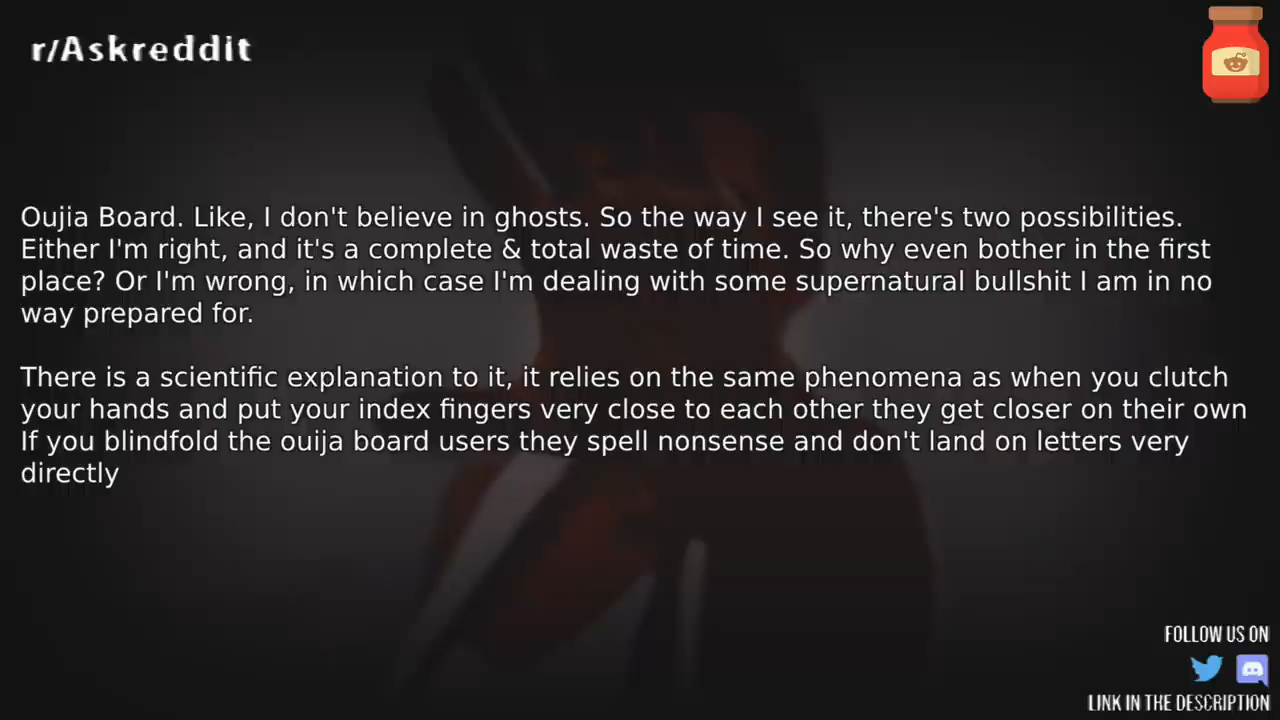 r/Askreddit
Oujia Board. Like, I don't believe in ghosts. So the way I see it, there's two possibilities.
Either I'm right, and it's a complete & total waste of time. So why even bother in the first
place? Or I'm wrong, in which case I'm dealing with some supernatural bullshit I am in no
way prepared for.
There is a scientific explanation to it, it relies on the same phenomena as when you clutch
your hands and put your index fingers very close to each other they get closer on their own
If you blindfold the ouija board users they spell nonsense and don't land on letters very
directly
FOLLOW US ON
LINK IN THE DESCRIPTION